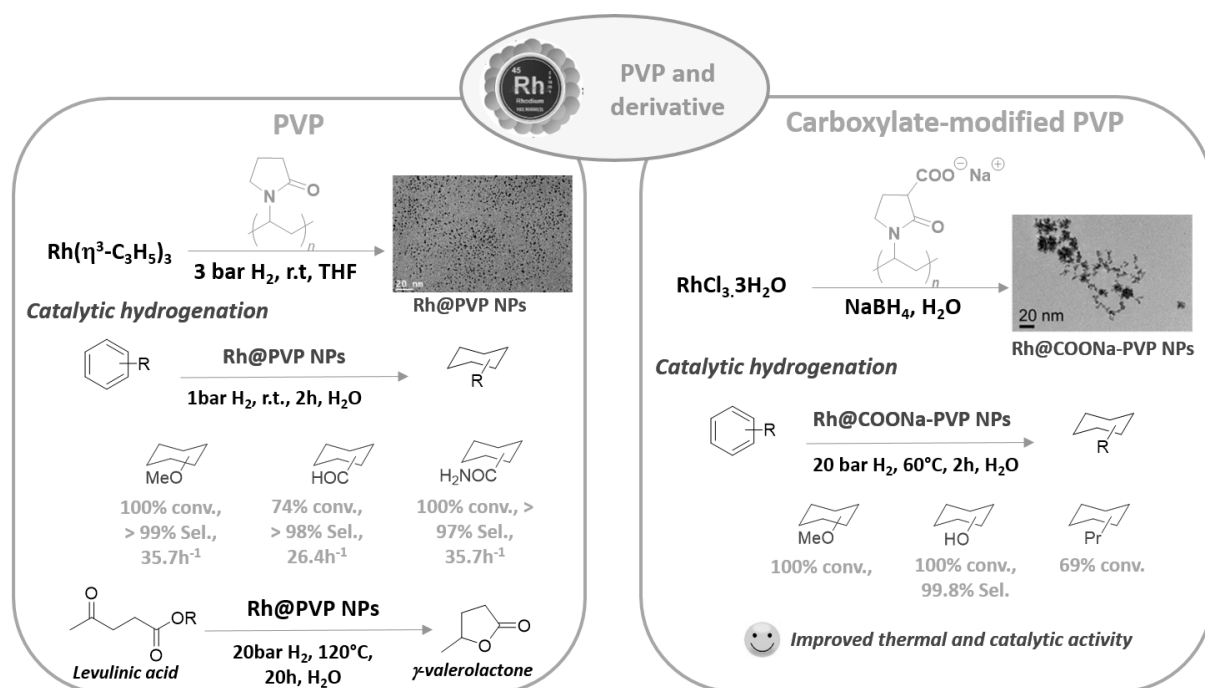 45
Rh
Rhodium
PVP and
derivative
PVP
N
O
n
Rh(η³-C₃H₅)₃
3 bar H₂, r.t, THF
20 nm
Rh@PVP NPs
Catalytic hydrogenation
R
Rh@PVP NPs
1bar H₂, r.t., 2h, H₂O
R
MeO
HOC
H₂NOC
100% conv.,
> 99% Sel.,
35.7h⁻¹
74% conv.,
> 98% Sel.,
26.4h⁻¹
100% conv., >
97% Sel.,
35.7h⁻¹
O
OR
O
Levulinic acid
Rh@PVP NPs
20bar H₂, 120°C,
20h, H₂O
O
O
γ-valerolactone
Carboxylate-modified PVP
COO⊖ Na⊕
N
O
n
RhCl₃.3H₂O
NaBH₄, H₂O
20 nm
Rh@COONa-PVP NPs
Catalytic hydrogenation
R
Rh@COONa-PVP NPs
20 bar H₂, 60°C, 2h, H₂O
R
MeO
HO
Pr
100% conv.,
100% conv.,
99.8% Sel.
69% conv.
Improved thermal and catalytic activity